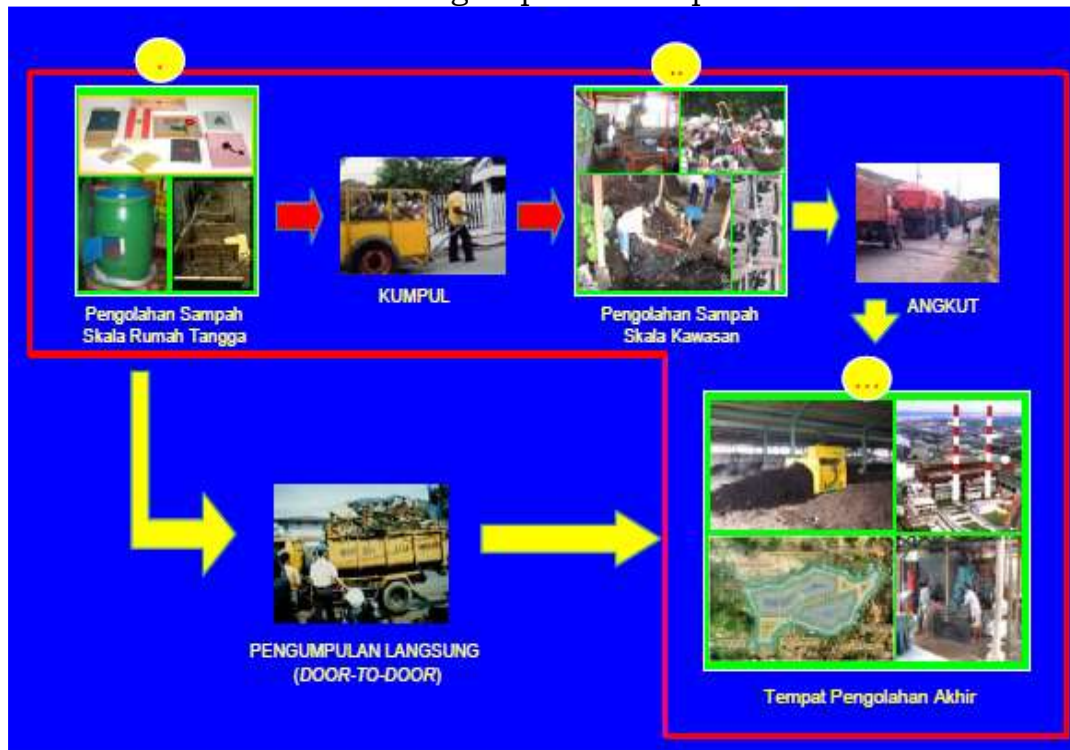 .
..
KUMPUL
Pengolahan Sampah
Skala Rumah Tangga
Pengolahan Sampah
Skala Kawasan
ANGKUT
...
PENGUMPULAN LANGSUNG
(DOOR-TO-DOOR)
Tempat Pengolahan Akhir